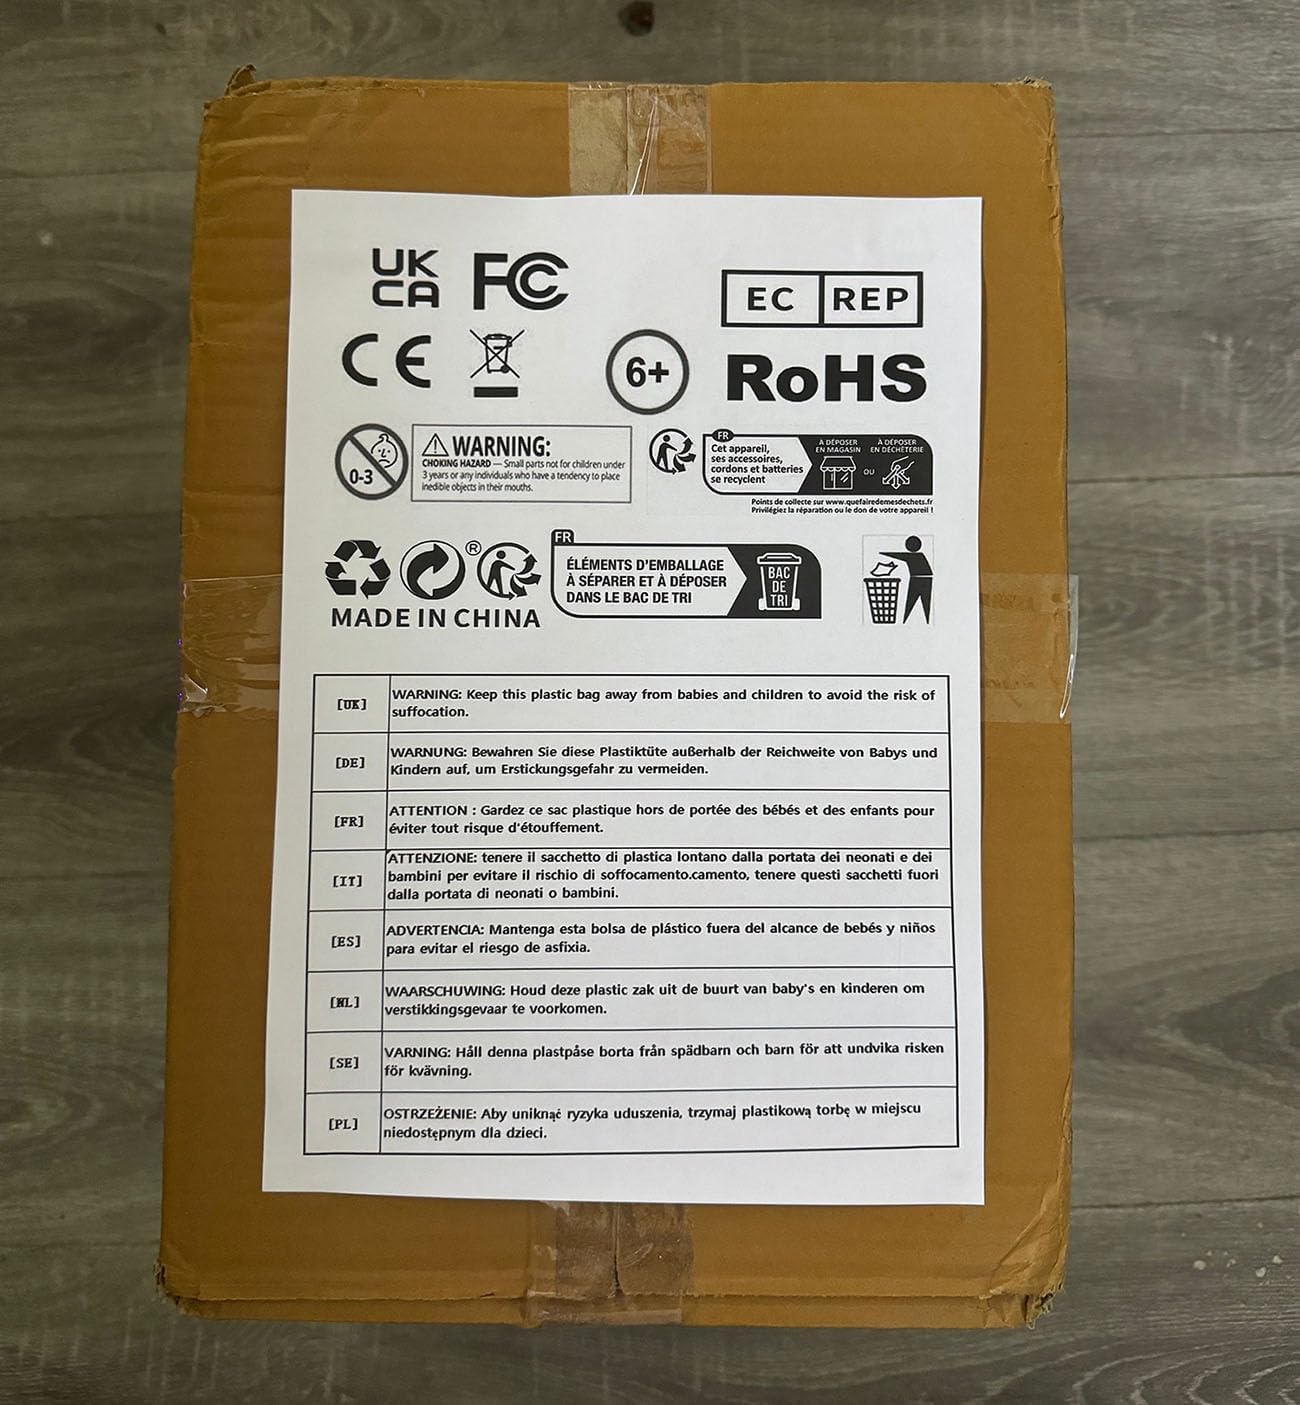 UK
CA
FC
EC REP
CE
6+
RoHS
0-3
WARNING:
CHOKING HAZARD — Small parts not for children under
3 years or any individuals who have a tendency to place
inedible objects in their mouths.
FR
Cet appareil,
ses accessoires,
cordons et batteries
se recyclent
À DÉPOSER
EN MAGASIN
OU
À DÉPOSER
EN DÉCHÈTERIE
Points de collecte sur www.quefairedemesdechets.fr
Privilégiez la réparation ou le don de votre appareil !
®
MADE IN CHINA
FR
ÉLÉMENTS D'EMBALLAGE
À SÉPARER ET À DÉPOSER
DANS LE BAC DE TRI
BAC
DE
TRI
[UK] WARNING: Keep this plastic bag away from babies and children to avoid the risk of
suffocation.
[DE] WARNUNG: Bewahren Sie diese Plastiktüte außerhalb der Reichweite von Babys und
Kindern auf, um Erstickungsgefahr zu vermeiden.
[FR] ATTENTION : Gardez ce sac plastique hors de portée des bébés et des enfants pour
éviter tout risque d'étouffement.
[IT] ATTENZIONE: tenere il sacchetto di plastica lontano dalla portata dei neonati e dei
bambini per evitare il rischio di soffocamento.camento, tenere questi sacchetti fuori
dalla portata di neonati o bambini.
[ES] ADVERTENCIA: Mantenga esta bolsa de plástico fuera del alcance de bebés y niños
para evitar el riesgo de asfixia.
[NL] WAARSCHUWING: Houd deze plastic zak uit de buurt van baby's en kinderen om
verstikkingsgevaar te voorkomen.
[SE] VARNING: Håll denna plastpåse borta från spädbarn och barn för att undvika risken
för kvävning.
[PL] OSTRZEŻENIE: Aby uniknąć ryzyka uduszenia, trzymaj plastikową torbę w miejscu
niedostępnym dla dzieci.